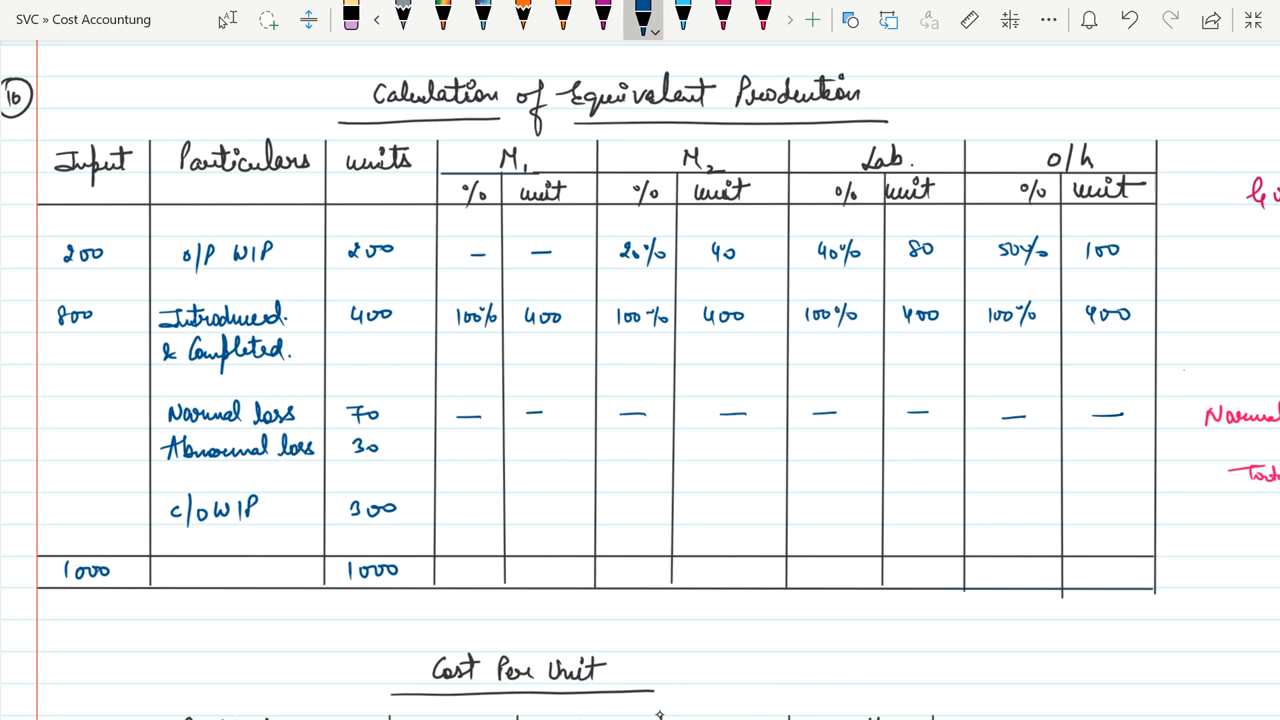 SVC » Cost Accountung
10 Calculation of Equivalent Production
Input Particulars units M1 M2 Lab. o/h
% unit % unit % unit % unit
200 o/P WIP 200 — — 20% 40 40% 80 50% 100
800 Introduced. 400 100% 400 100% 400 100% 400 100% 400
& Completed.
Normal loss 70 — — — — — — — —
Abnormal loss 30
c/o WIP 300
1000 1000
Cost Per Unit